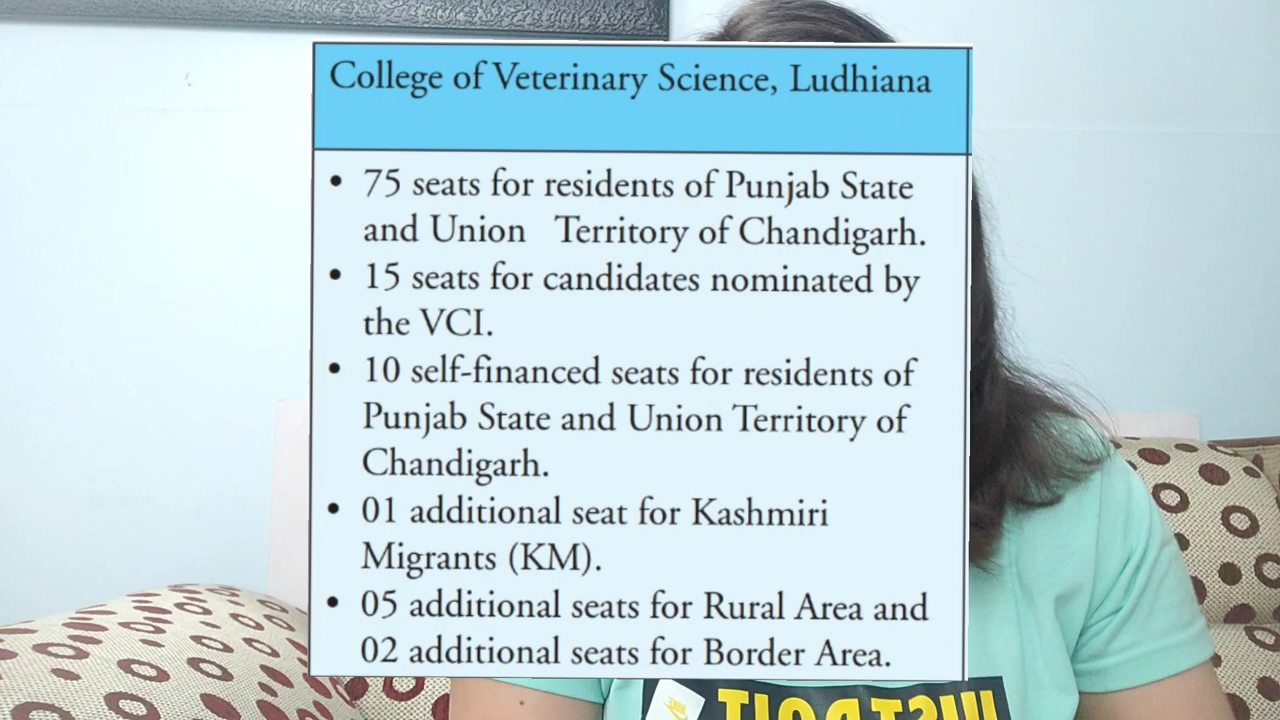 College of Veterinary Science, Ludhiana
• 75 seats for residents of Punjab State
and Union Territory of Chandigarh.
• 15 seats for candidates nominated by
the VCI.
• 10 self-financed seats for residents of
Punjab State and Union Territory of
Chandigarh.
• 01 additional seat for Kashmiri
Migrants (KM).
• 05 additional seats for Rural Area and
02 additional seats for Border Area.